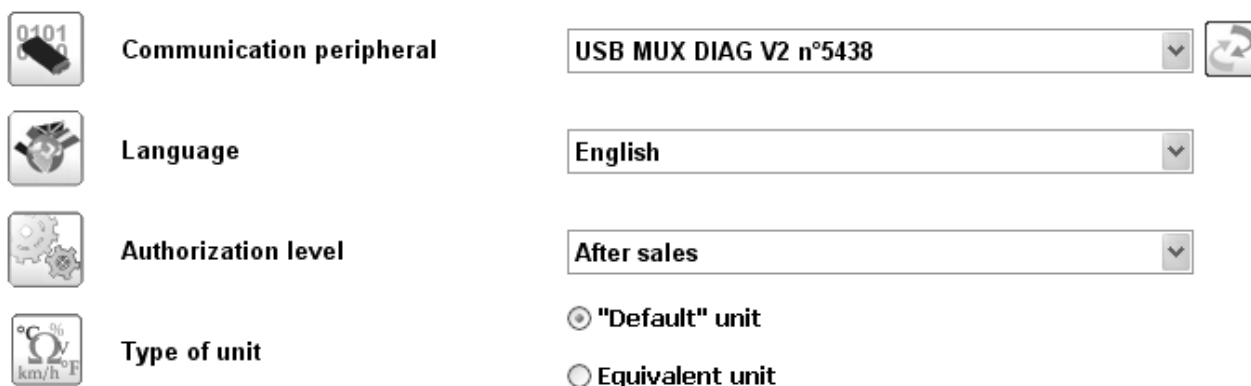 0101
Communication peripheral
USB MUX DIAG V2 n°5438
Language
English
Authorization level
After sales
"Default" unit
°C % Ω V km/h °F
Type of unit
Equivalent unit